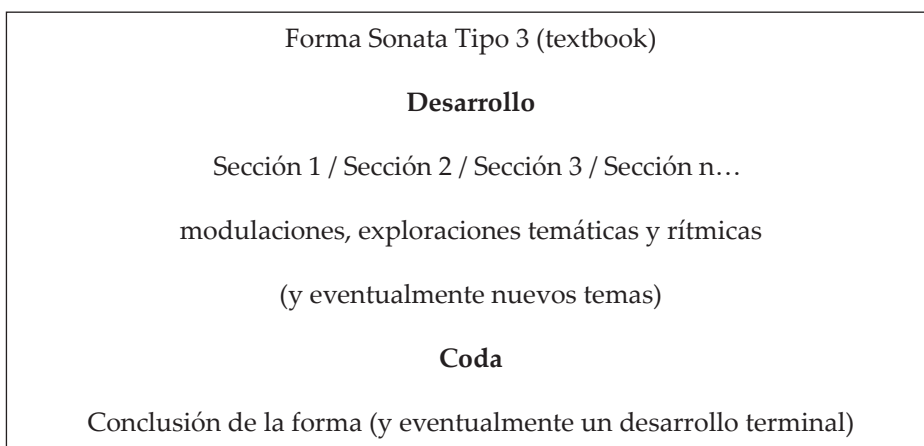 Forma Sonata Tipo 3 (textbook)
Desarrollo
Sección 1 / Sección 2 / Sección 3 / Sección n…
modulaciones, exploraciones temáticas y rítmicas
(y eventualmente nuevos temas)
Coda
Conclusión de la forma (y eventualmente un desarrollo terminal)